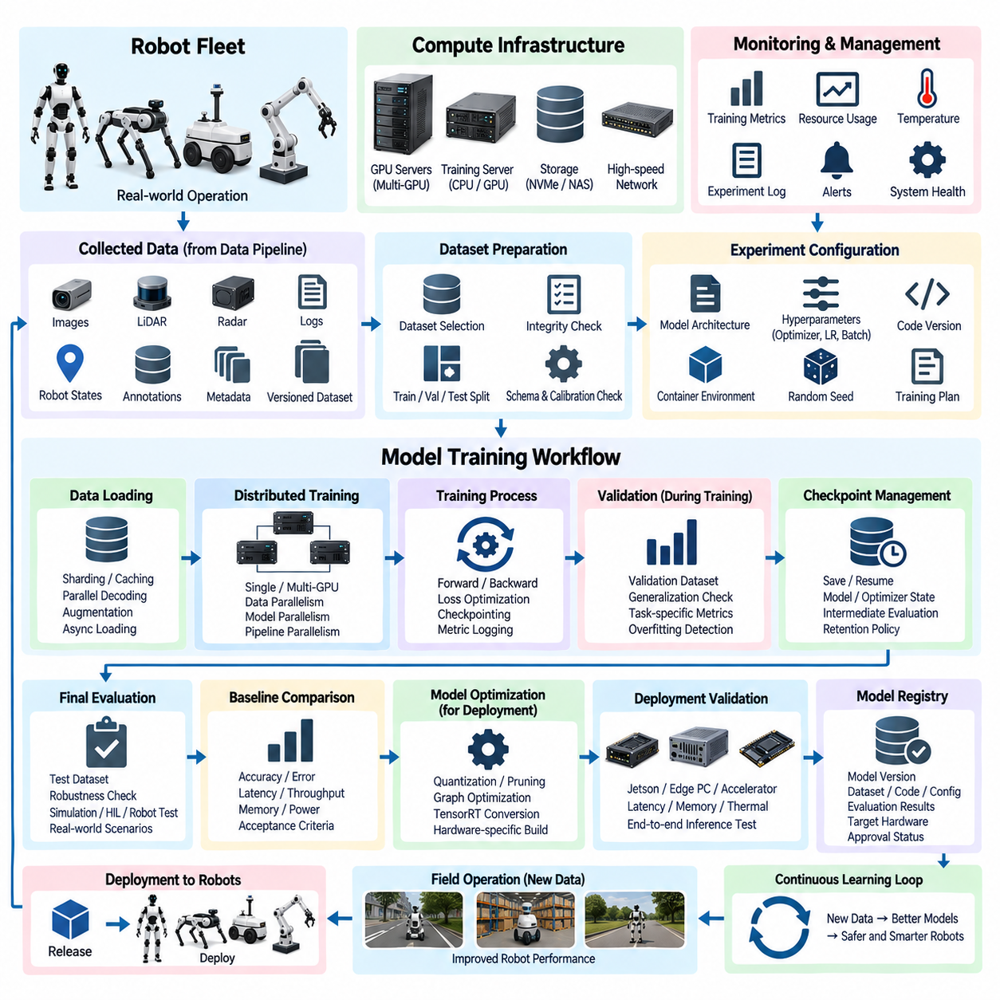 Robot Fleet
Real-world Operation
Compute Infrastructure
GPU Servers
(Multi-GPU)
Training Server
(CPU / GPU)
Storage
(NVMe / NAS)
High-speed
Network
Monitoring & Management
Training Metrics
Resource Usage
Temperature
Experiment Log
Alerts
System Health
Collected Data (from Data Pipeline)
Images
LiDAR
Radar
Logs
Robot States
Annotations
Metadata
Versioned Dataset
Dataset Preparation
Dataset Selection
Integrity Check
Train / Val / Test Split
Schema & Calibration Check
Experiment Configuration
Model Architecture
Hyperparameters
(Optimizer, LR, Batch)
Code Version
Container Environment
Random Seed
Training Plan
Model Training Workflow
Data Loading
Sharding / Caching
Parallel Decoding
Augmentation
Async Loading
Distributed Training
Single / Multi-GPU
Data Parallelism
Model Parallelism
Pipeline Parallelism
Training Process
Forward / Backward
Loss Optimization
Checkpointing
Metric Logging
Validation (During Training)
Validation Dataset
Generalization Check
Task-specific Metrics
Overfitting Detection
Checkpoint Management
Save / Resume
Model / Optimizer State
Intermediate Evaluation
Retention Policy
Final Evaluation
Test Dataset
Robustness Check
Simulation / HIL / Robot Test
Real-world Scenarios
Baseline Comparison
Accuracy / Error
Latency / Throughput
Memory / Power
Acceptance Criteria
Model Optimization
(for Deployment)
Quantization / Pruning
Graph Optimization
TensorRT Conversion
Hardware-specific Build
Deployment Validation
Jetson / Edge PC / Accelerator
Latency / Memory / Thermal
End-to-end Inference Test
Model Registry
Model Version
Dataset / Code / Config
Evaluation Results
Target Hardware
Approval Status
Deployment to Robots
Release
Deploy
Field Operation (New Data)
Improved Robot Performance
Continuous Learning Loop
New Data → Better Models
→ Safer and Smarter Robots